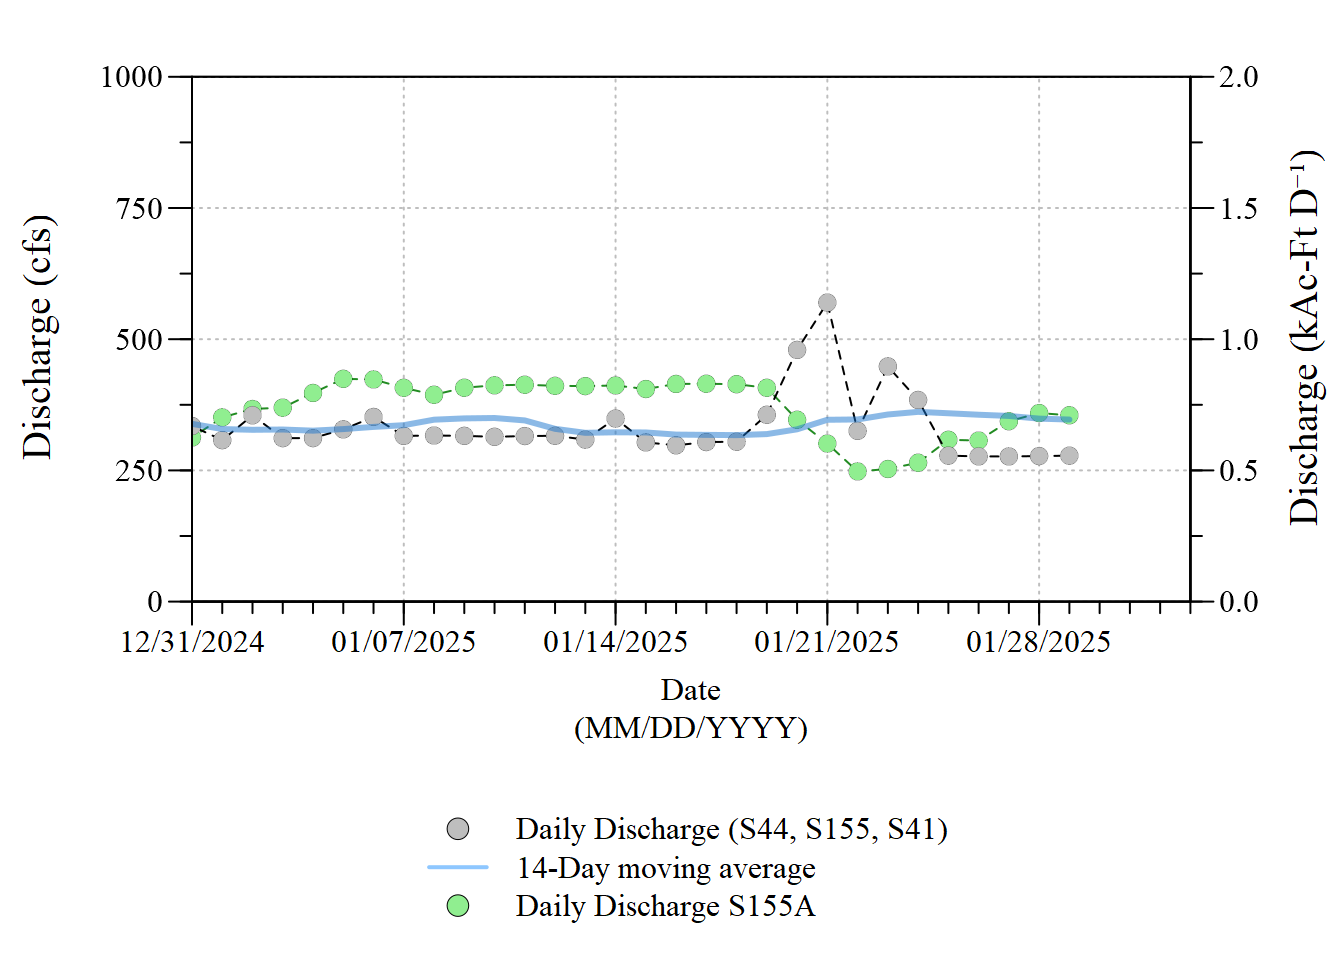 1000
750
500
250
0
Discharge (cfs)
2.0
1.5
1.0
0.5
0.0
Discharge (kAc-Ft D⁻¹)
12/31/2024 01/07/2025 01/14/2025 01/21/2025 01/28/2025
Date
(MM/DD/YYYY)
Daily Discharge (S44, S155, S41)
14-Day moving average
Daily Discharge S155A